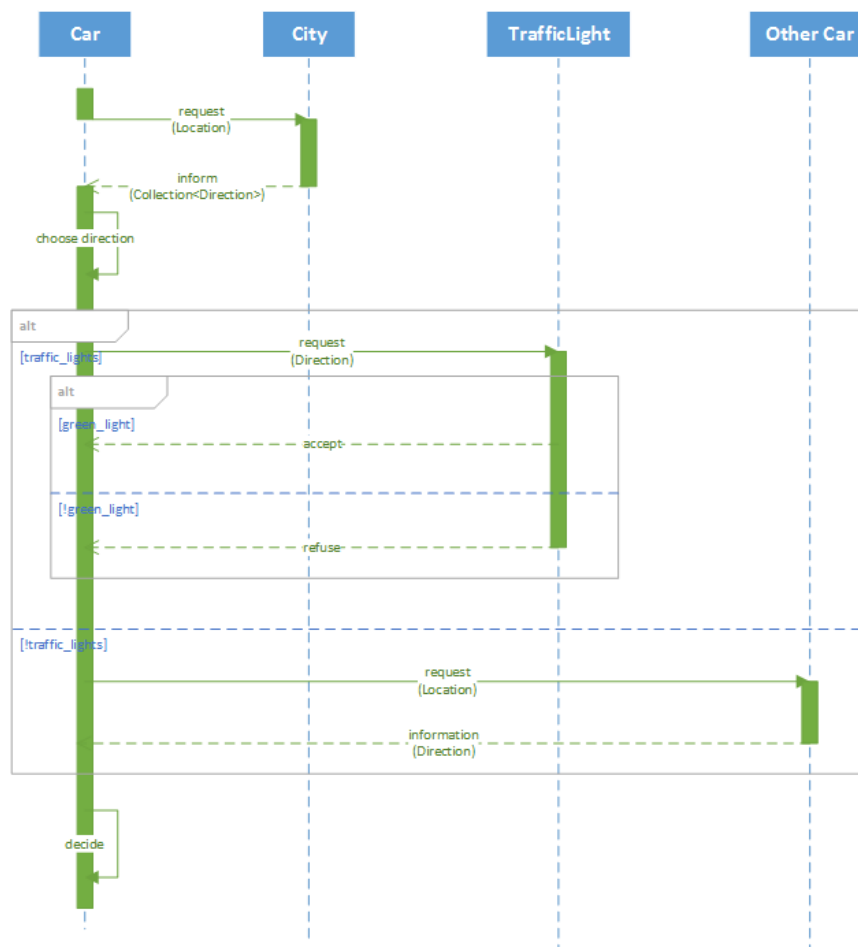 Car
City
TrafficLight
Other Car
request
(Location)
inform
(Collection<Direction>)
choose direction
alt
[traffic_lights]
request
(Direction)
alt
[green_light]
accept
[!green_light]
refuse
[!traffic_lights]
request
(Location)
information
(Direction)
decide